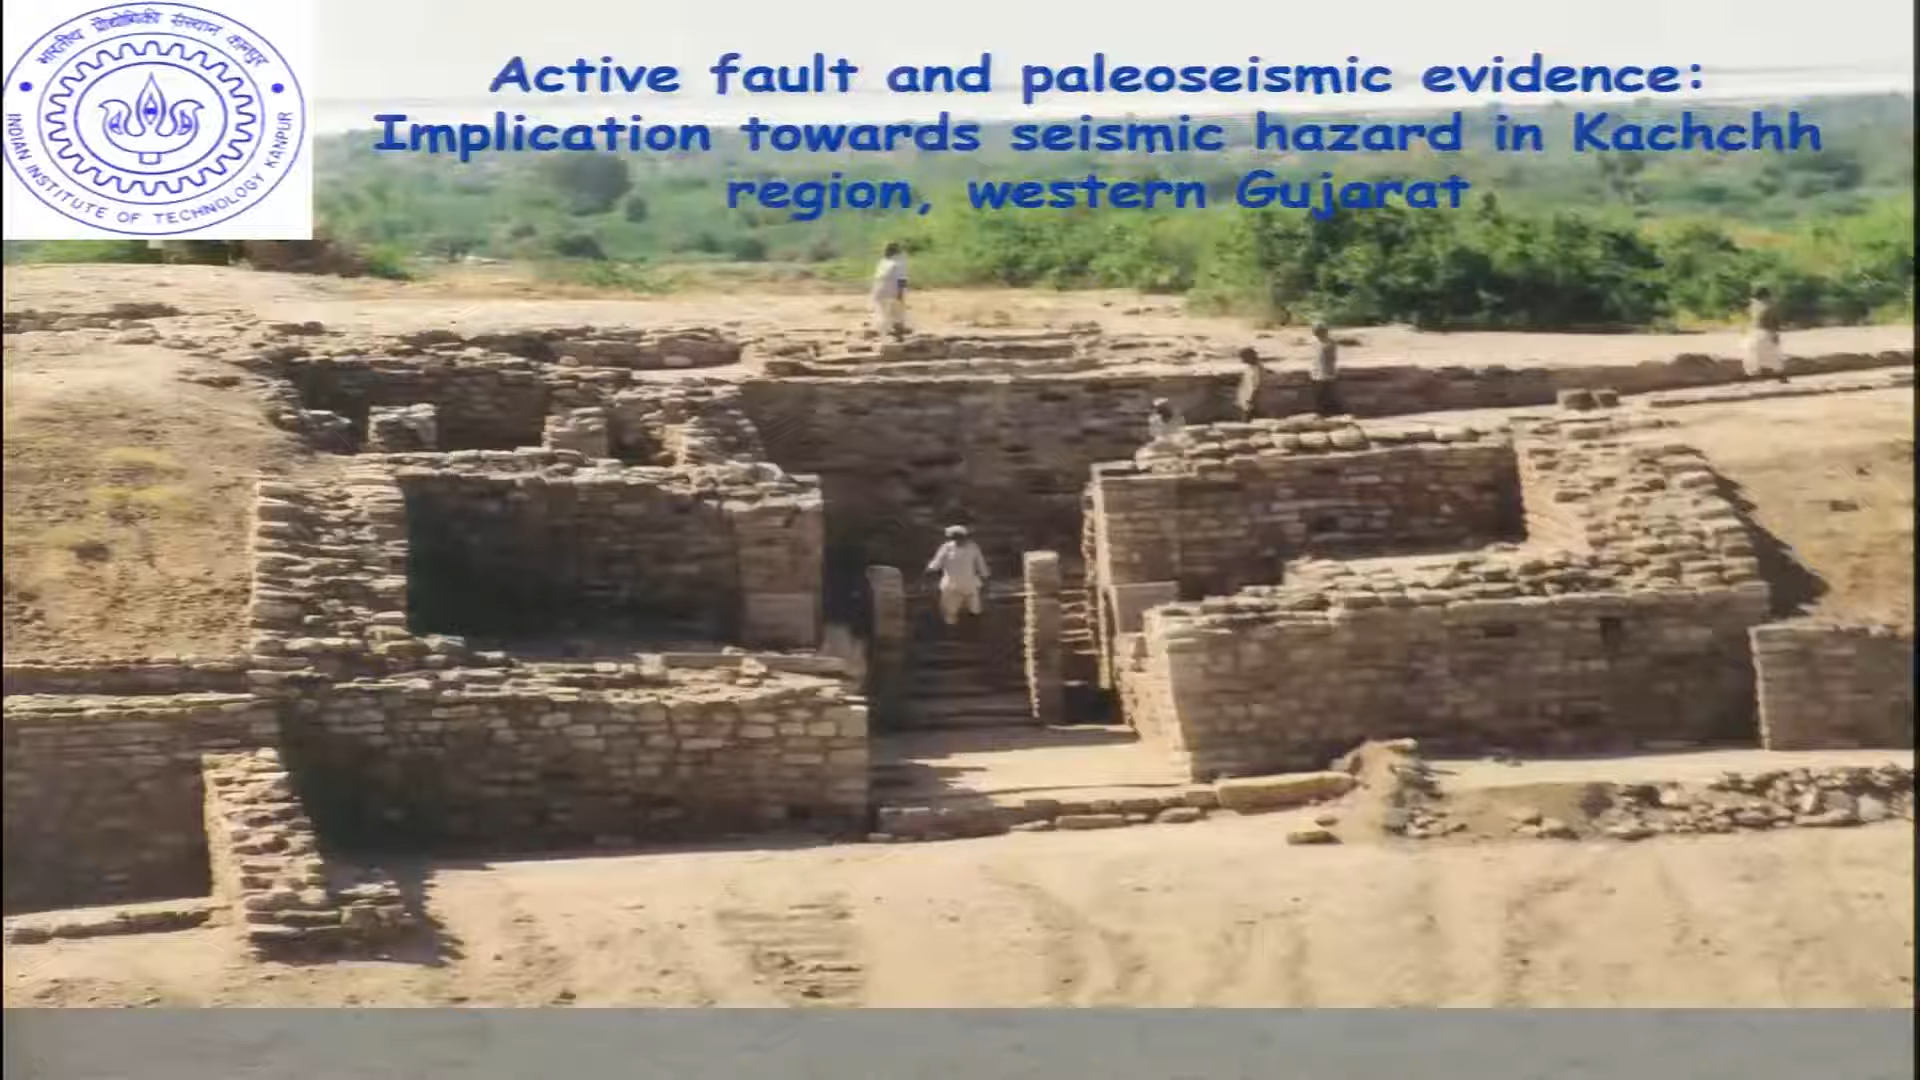 भारतीय प्रौद्योगिकी संस्थान कानपुर
INDIAN INSTITUTE OF TECHNOLOGY KANPUR
Active fault and paleoseismic evidence:
Implication towards seismic hazard in Kachchh
region, western Gujarat